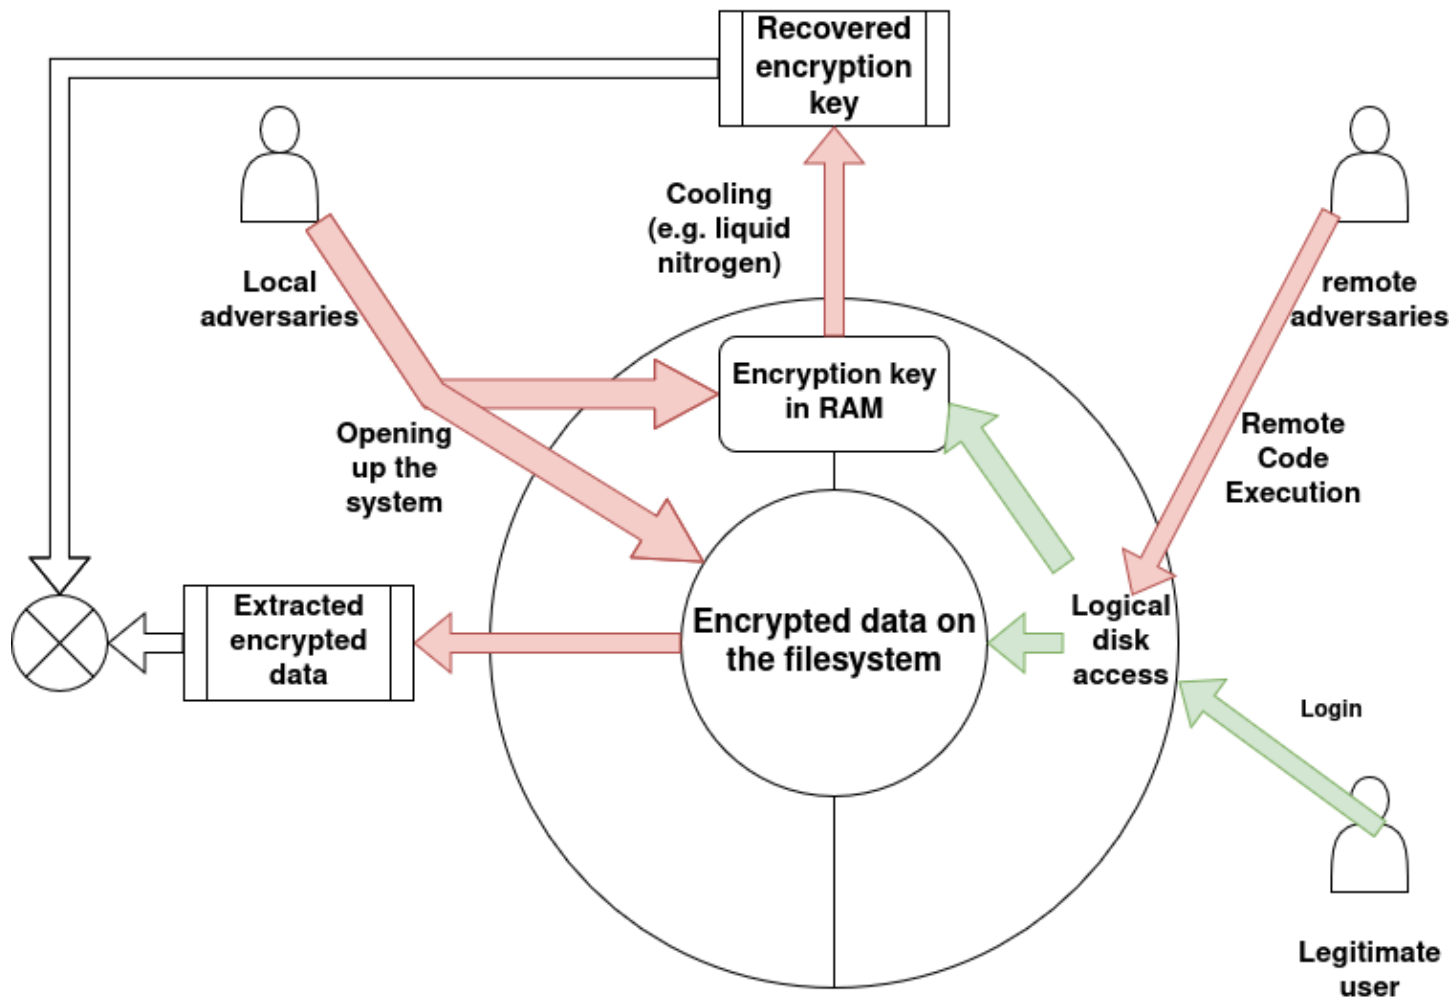 Recovered
encryption
key
Cooling
(e.g. liquid
nitrogen)
Local
adversaries
remote
adversaries
Encryption key
in RAM
Opening
up the
system
Remote
Code
Execution
Extracted
encrypted
data
Encrypted data on
the filesystem
Logical
disk
access
Login
Legitimate
user